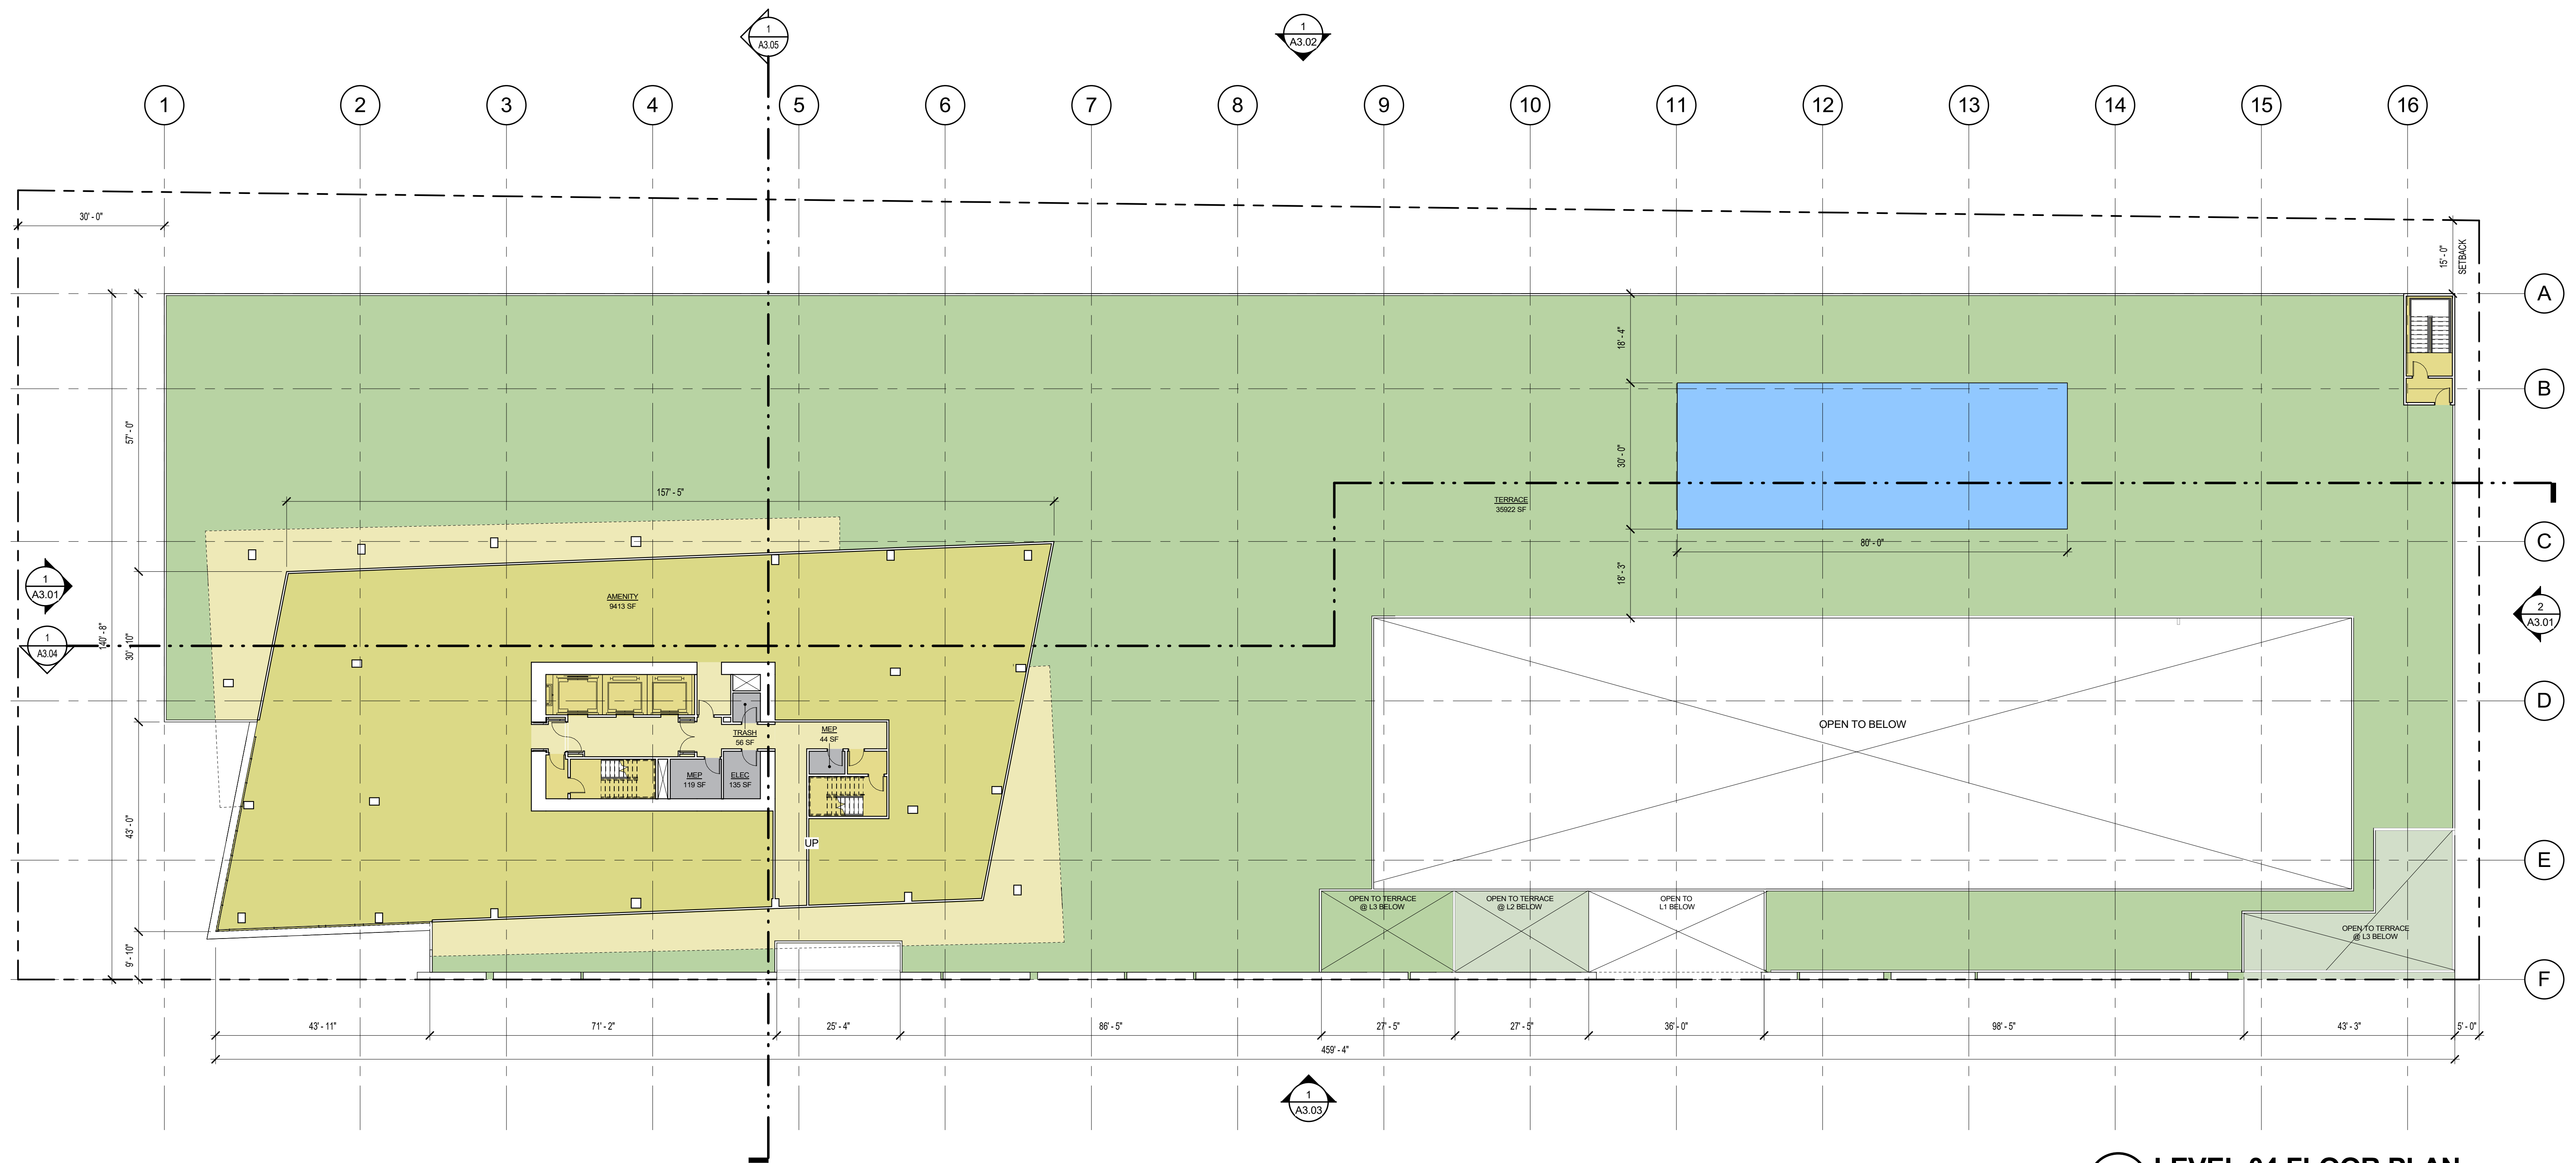 1
A3.05
1
A3.02
1
2
3
4
5
6
7
8
9
10
11
12
13
14
15
16
30' - 0"
15' - 0"
SETBACK
A
B
C
D
E
F
57' - 0"
140' - 8"
30' - 10"
43' - 0"
9' - 10"
157' - 5"
18' - 4"
30' - 0"
18' - 3"
80' - 0"
TERRACE
35922 SF
AMENITY
9413 SF
1
A3.01
1
A3.04
2
A3.01
TRASH
56 SF
MEP
44 SF
MEP
119 SF
ELEC
135 SF
UP
OPEN TO BELOW
OPEN TO TERRACE
@ L3 BELOW
OPEN TO TERRACE
@ L2 BELOW
OPEN TO
L1 BELOW
OPEN TO TERRACE
@ L3 BELOW
43' - 11"
71' - 2"
25' - 4"
86' - 5"
27' - 5"
27' - 5"
36' - 0"
98' - 5"
43' - 3"
5' - 0"
459' - 4"
1
A3.03
LEVEL 04 FLOOR PLAN